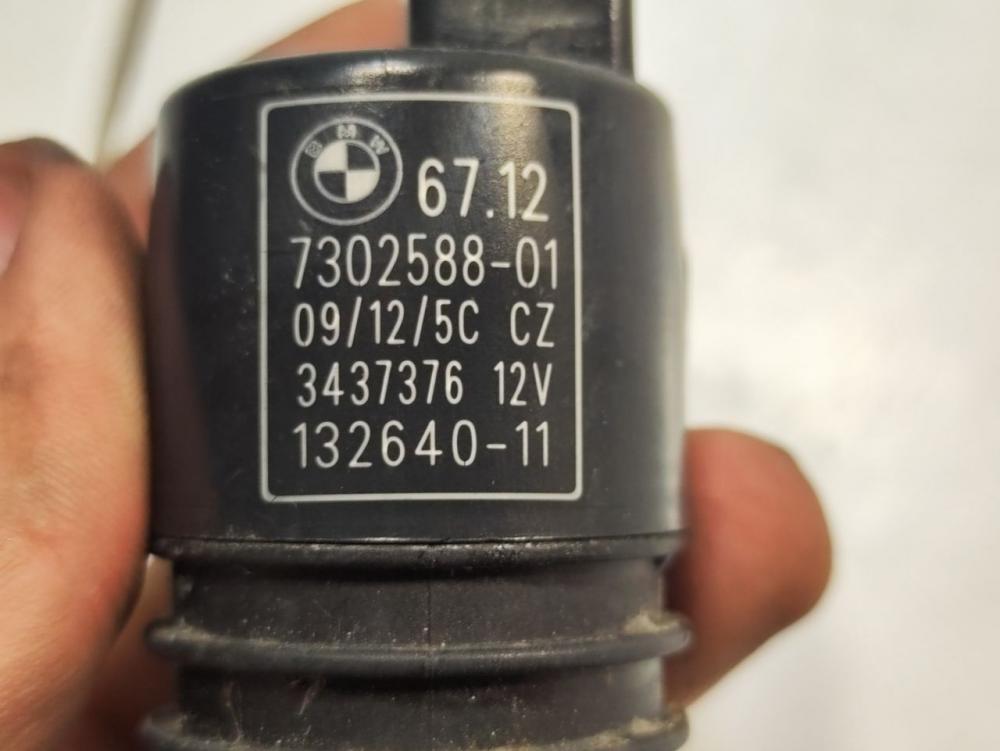 BMW 67.12
7302588-01
09/12/5C CZ
3437376 12V
132640-11